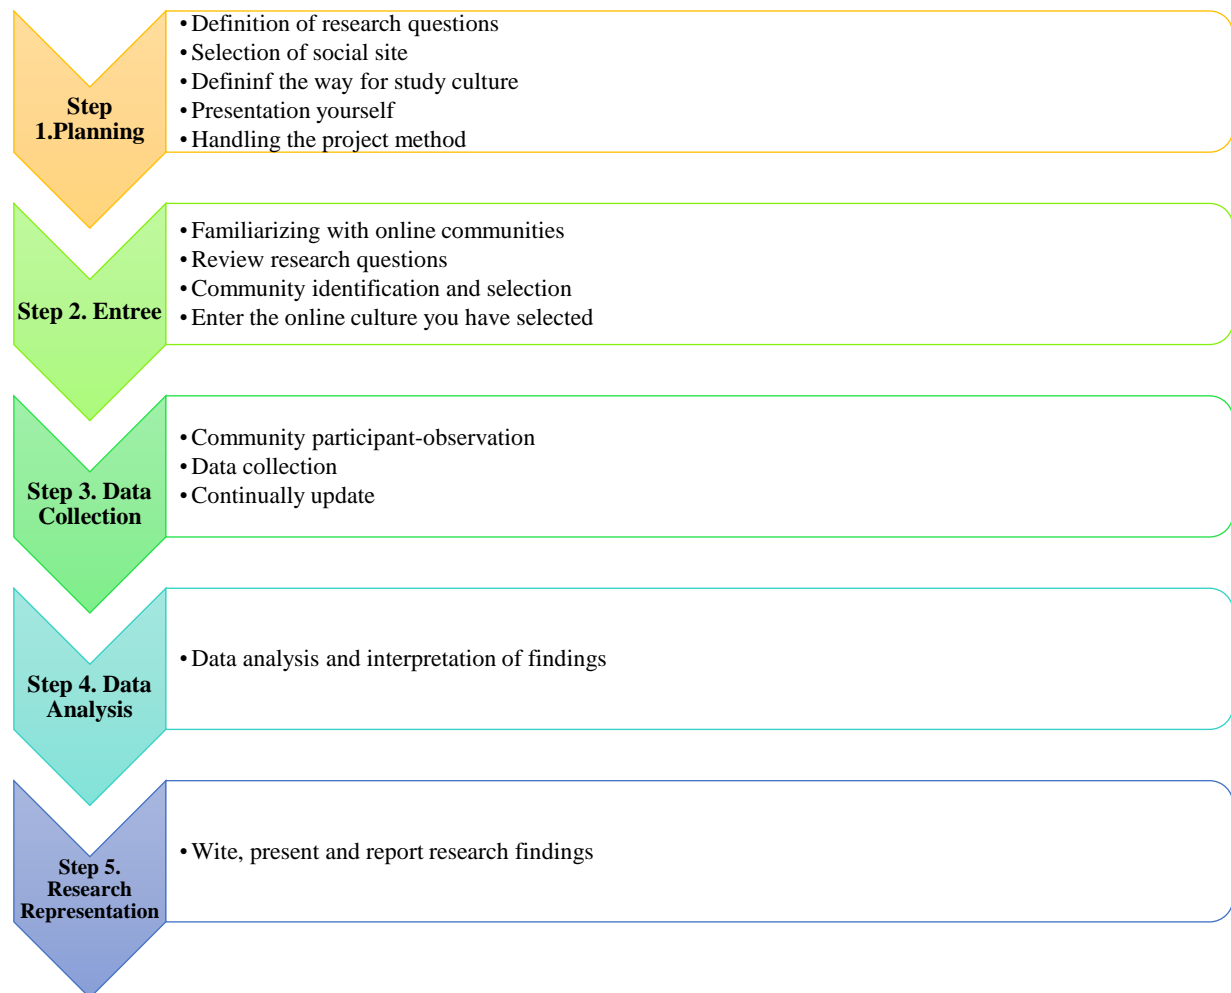 Step
1.Planning
•Definition of research questions
•Selection of social site
•Defininf the way for study culture
•Presentation yourself
•Handling the project method
Step 2. Entree
•Familiarizing with online communities
•Review research questions
•Community identification and selection
•Enter the online culture you have selected
Step 3. Data
Collection
•Community participant-observation
•Data collection
•Continually update
Step 4. Data
Analysis
•Data analysis and interpretation of findings
Step 5.
Research
Representation
•Wite, present and report research findings